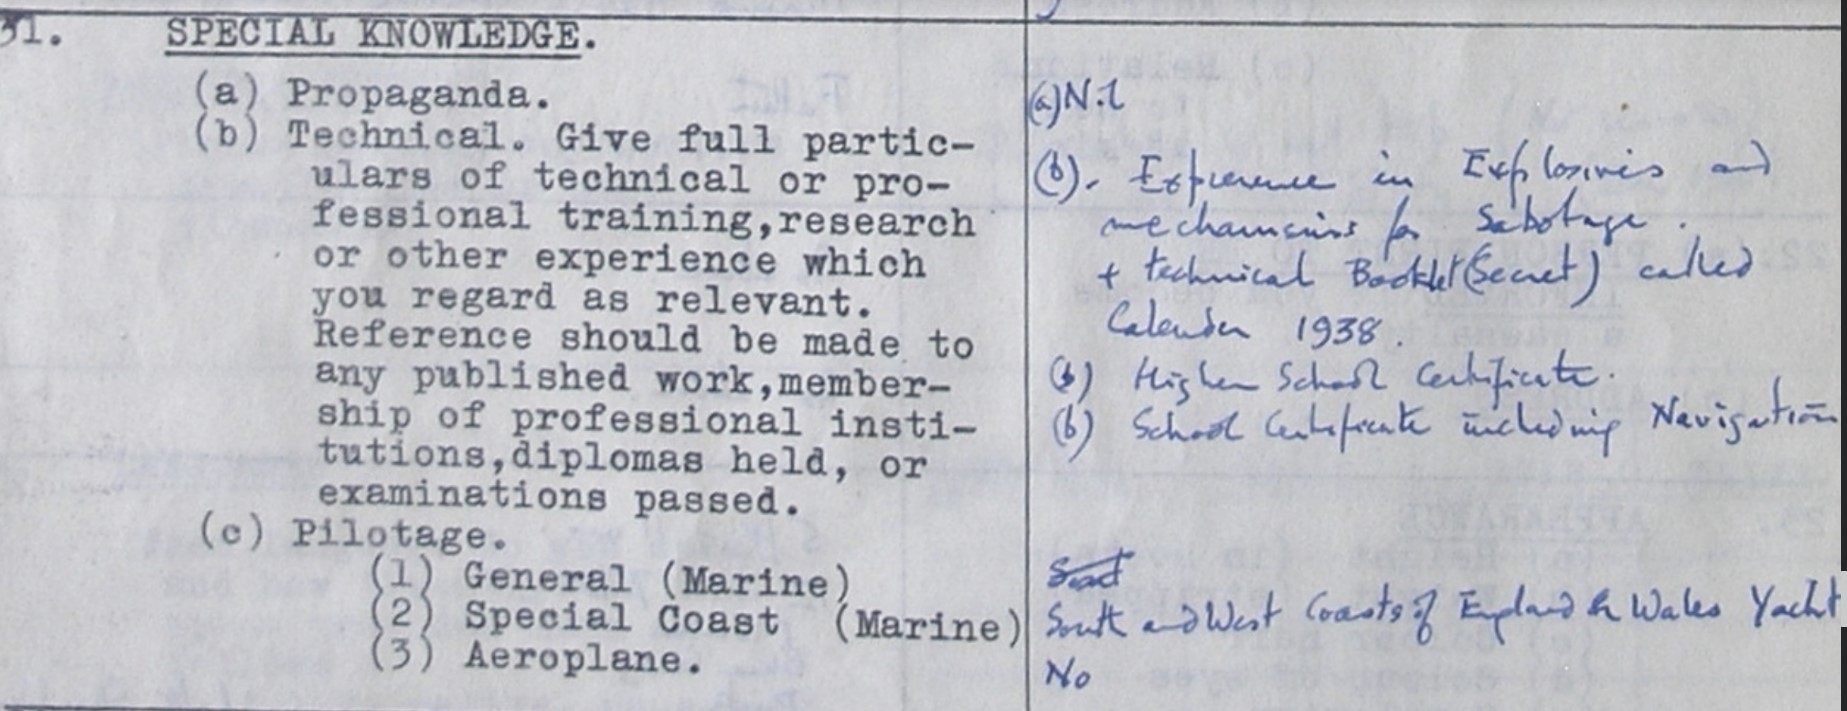 31. SPECIAL KNOWLEDGE.
(a) Propaganda.
(b) Technical. Give full partic-
ulars of technical or pro-
fessional training,research
or other experience which
you regard as relevant.
Reference should be made to
any published work,member-
ship of professional insti-
tutions,diplomas held, or
examinations passed.
(c) Pilotage.
(1) General (Marine)
(2) Special Coast (Marine)
(3) Aeroplane.
(a) Nil
(b). Experience in Explosives and
mechanisms for Sabotage.
+ technical Booklet (Secret) called
Calender 1938.
(b) Higher School Certificate.
(b) School Certificate including Navigation
South and West Coasts of England & Wales Yacht
No